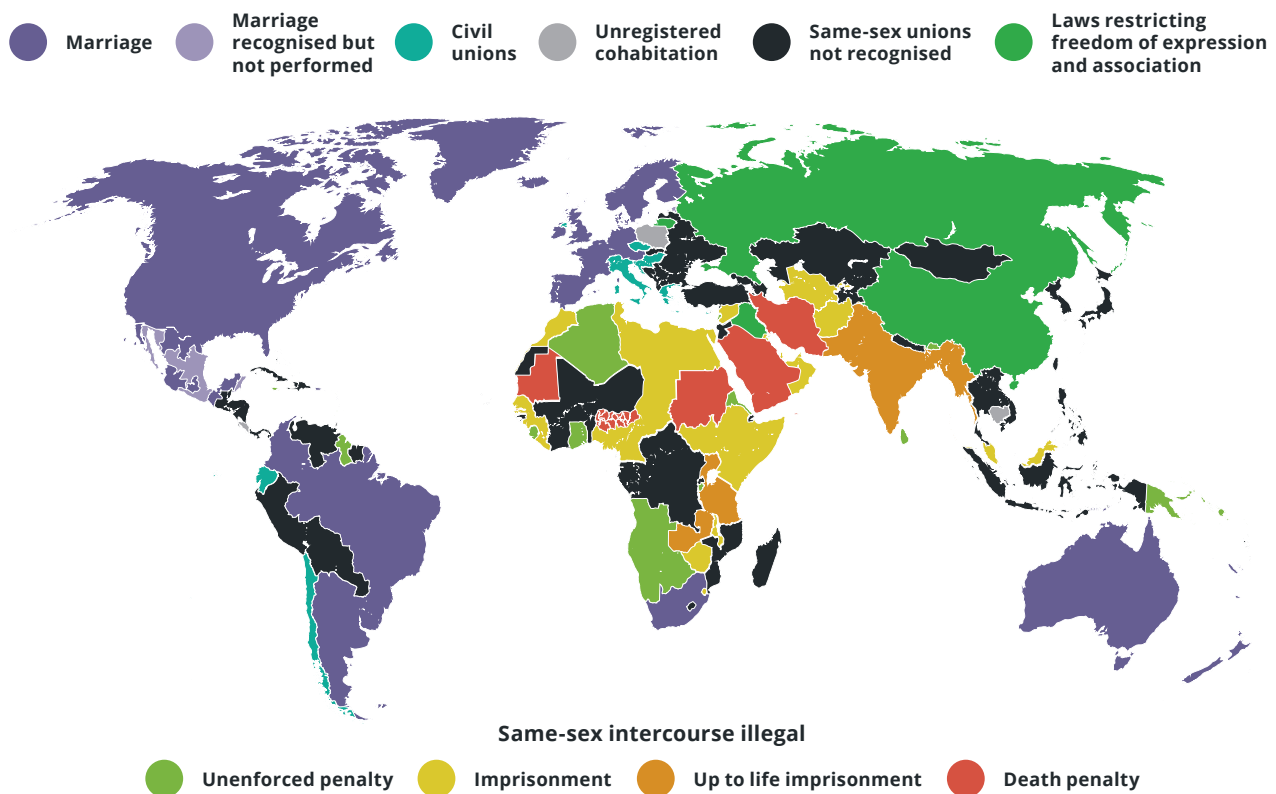 Marriage
Marriage
recognised but
not performed
Civil
unions
Unregistered
cohabitation
Same-sex unions
not recognised
Laws restricting
freedom of expression
and association
Same-sex intercourse illegal
Unenforced penalty
Imprisonment
Up to life imprisonment
Death penalty